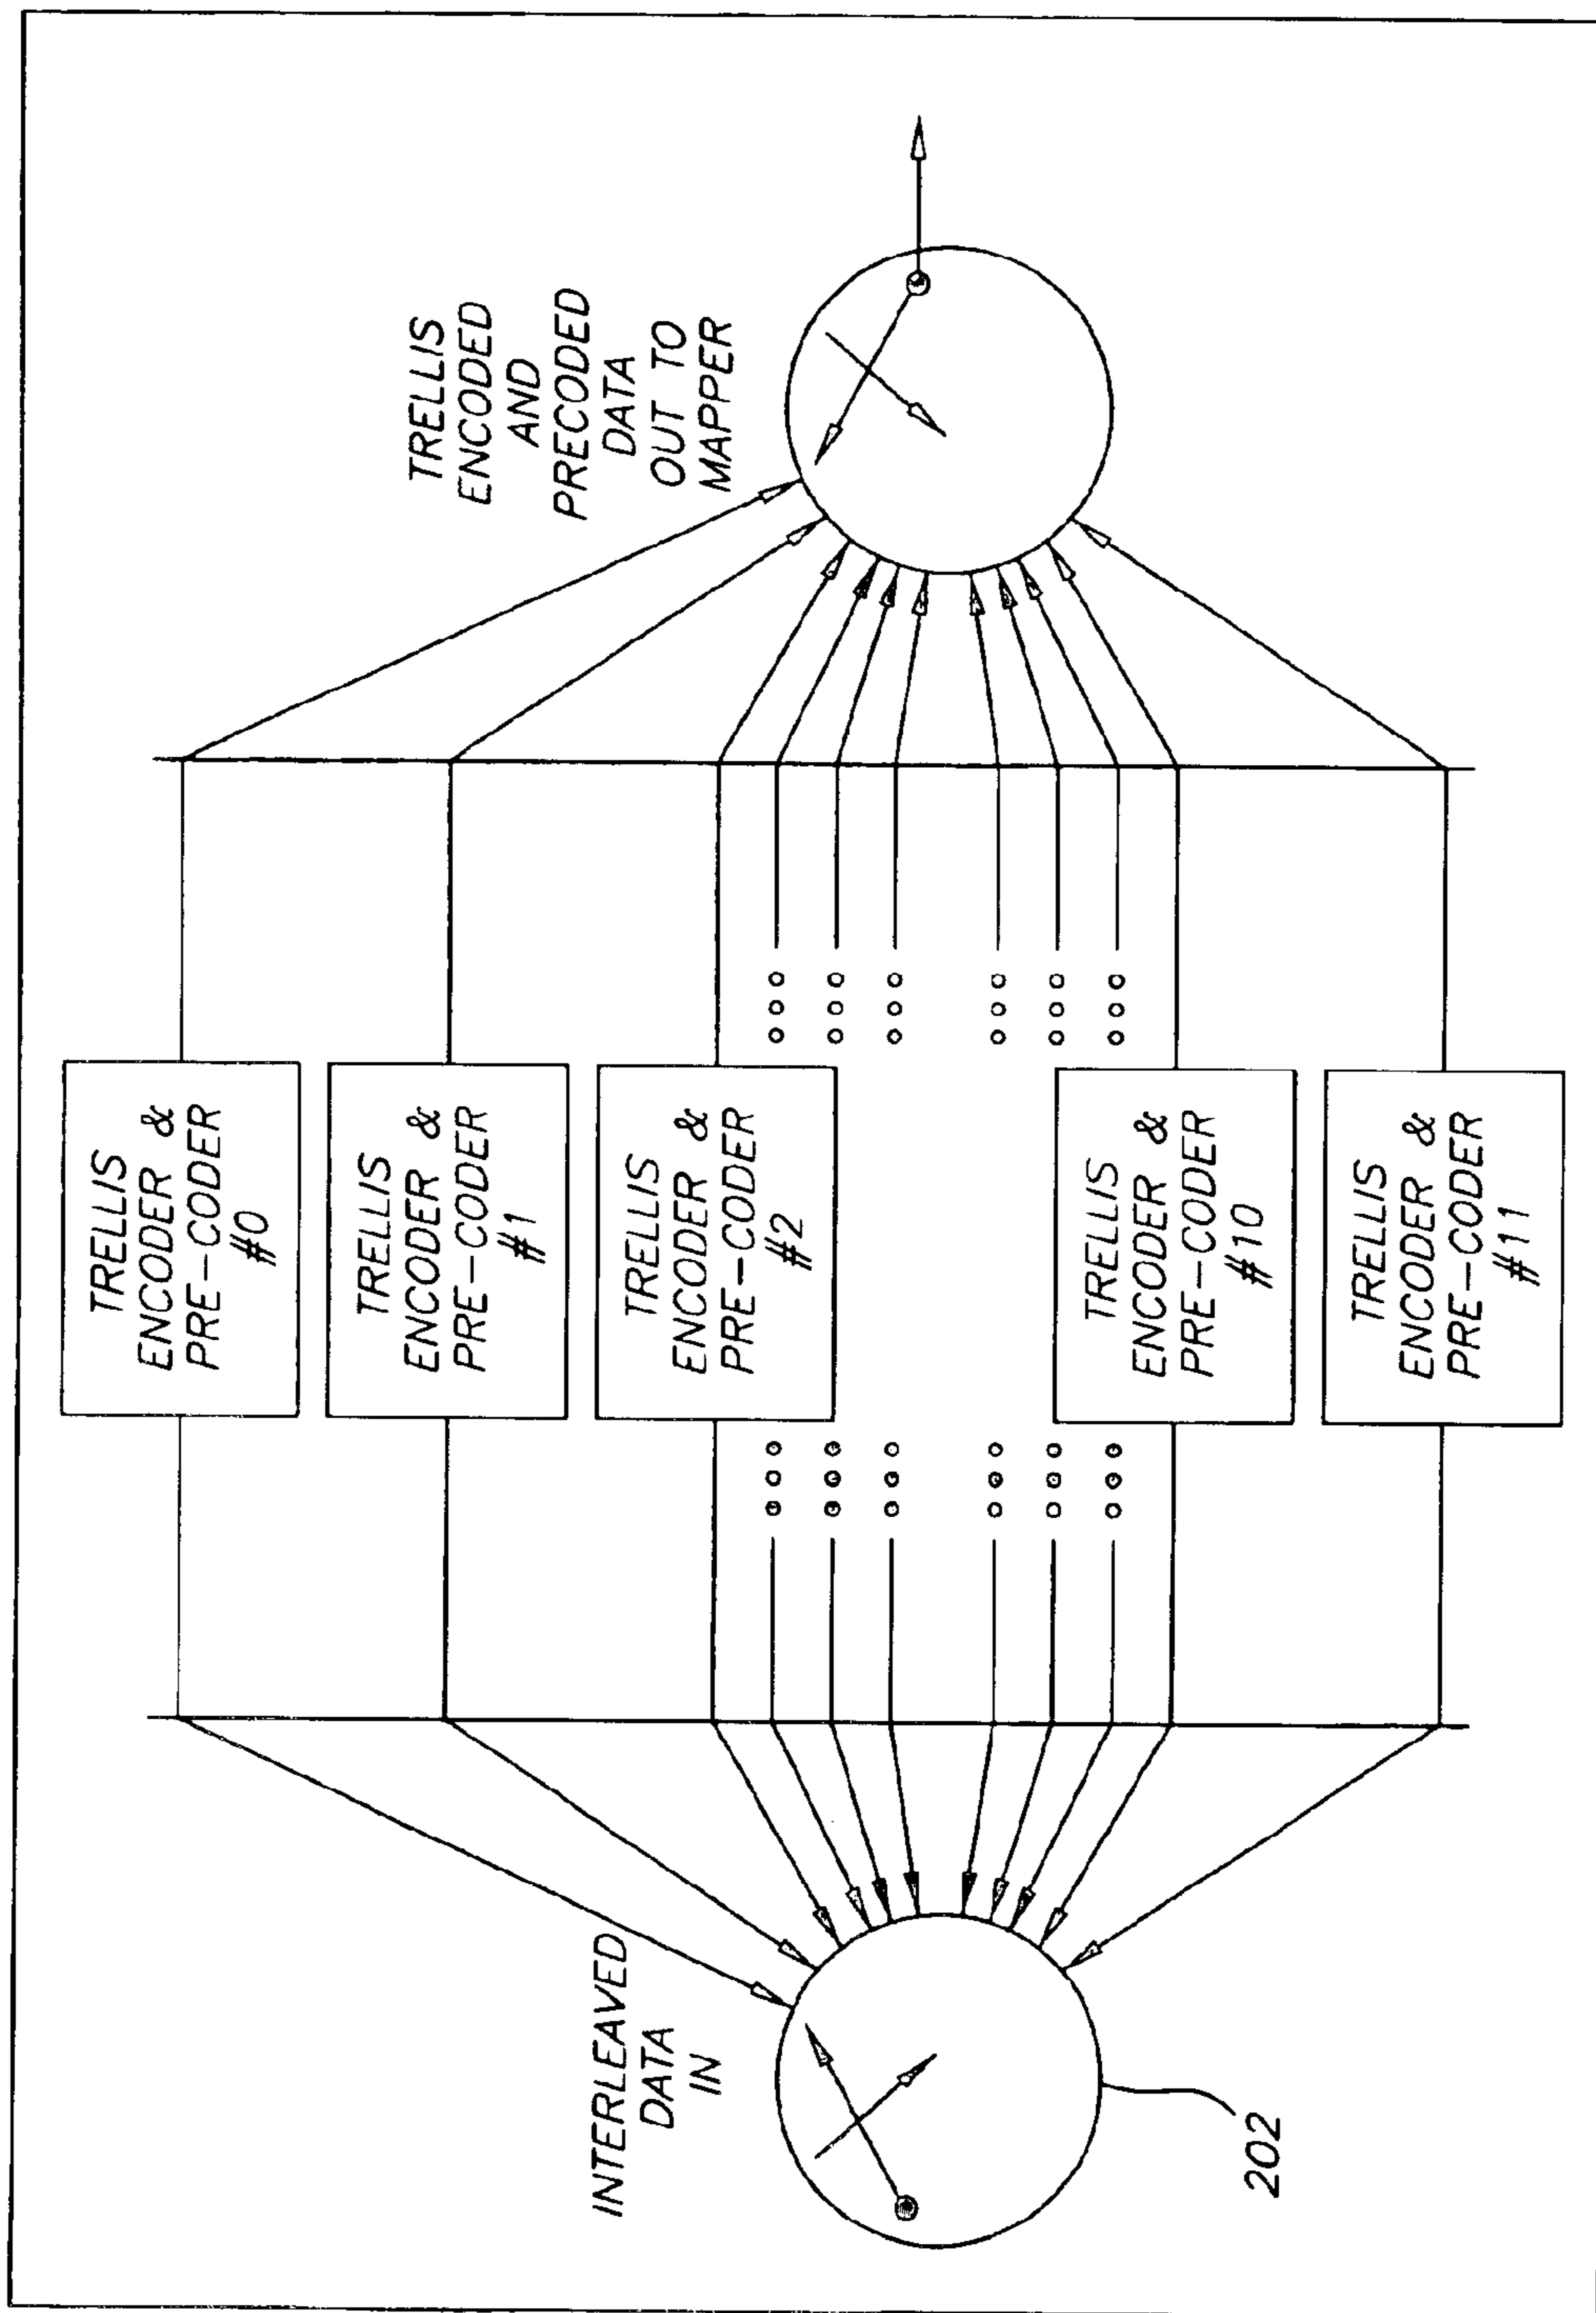 INTERLEAVED
DATA
IN
202
TRELLIS
ENCODER &
PRE-CODER
#0
TRELLIS
ENCODER &
PRE-CODER
#1
TRELLIS
ENCODER &
PRE-CODER
#2
TRELLIS
ENCODER &
PRE-CODER
#10
TRELLIS
ENCODER &
PRE-CODER
#11
TRELLIS
ENCODED
AND
PRECODED
DATA
OUT TO
MAPPER